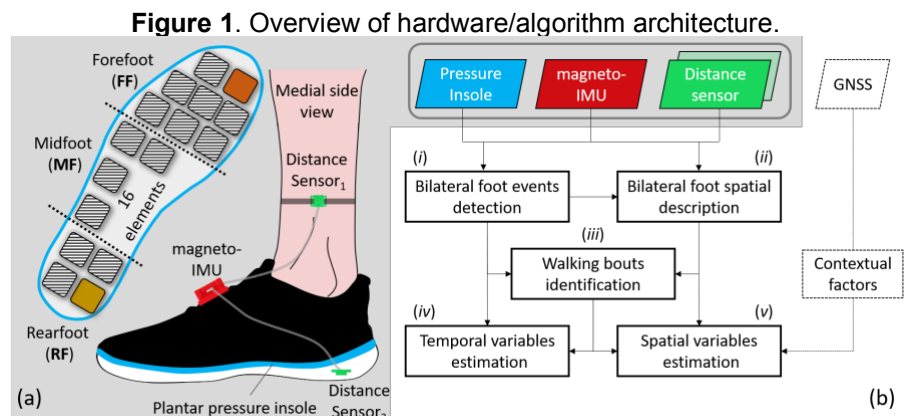 Figure 1. Overview of hardware/algorithm architecture.
Forefoot
(FF)
Midfoot
(MF)
16
elements
Rearfoot
(RF)
(a)
Medial side
view
Distance
Sensor1
magneto-
IMU
Plantar pressure insole
Distance
Pressure
Insole
magneto-
IMU
Distance
sensor
GNSS
(i)
Bilateral foot events
detection
(ii)
Bilateral foot spatial
description
(iii)
Walking bouts
identification
Contextual
factors
(iv)
Temporal variables
estimation
(v)
Spatial variables
estimation
(b)